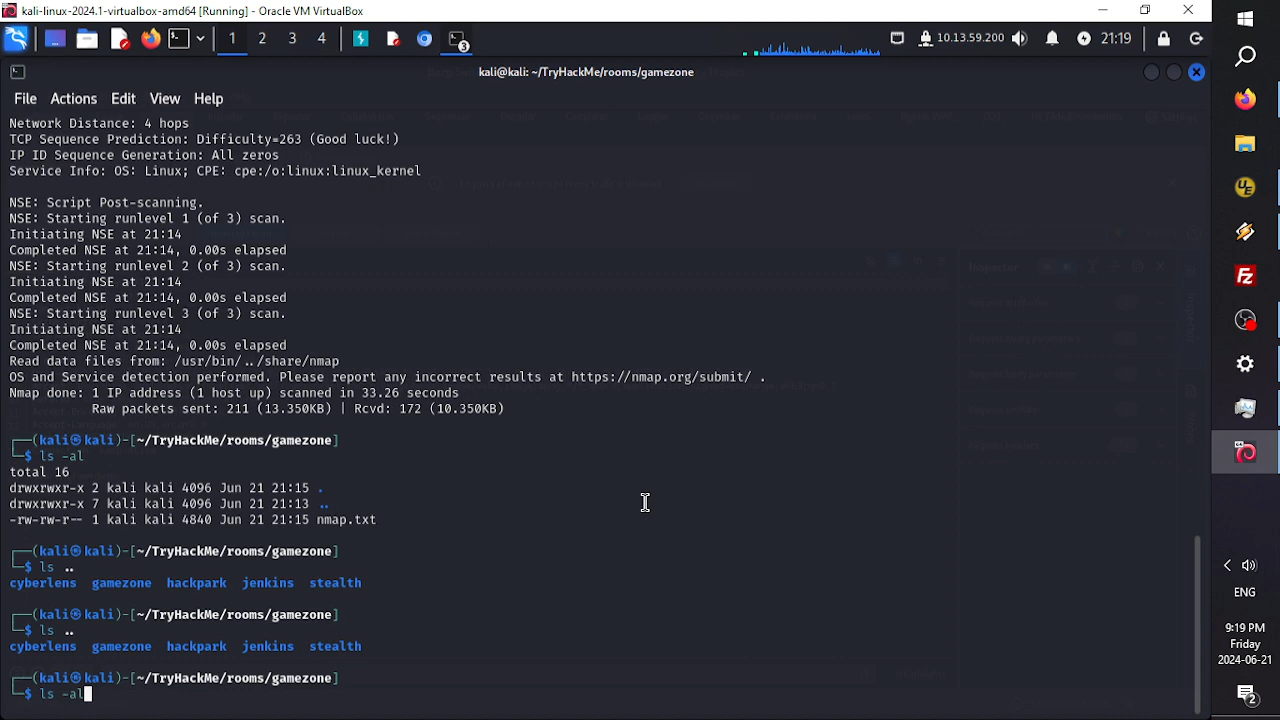 kali-linux-2024.1-virtualbox-amd64 [Running] - Oracle VM VirtualBox
1 2 3 4
3
10.13.59.200
21:19
kali@kali: ~/TryHackMe/rooms/gamezone
File Actions Edit View Help
Network Distance: 4 hops
TCP Sequence Prediction: Difficulty=263 (Good luck!)
IP ID Sequence Generation: All zeros
Service Info: OS: Linux; CPE: cpe:/o:linux:linux_kernel
NSE: Script Post-scanning.
NSE: Starting runlevel 1 (of 3) scan.
Initiating NSE at 21:14
Completed NSE at 21:14, 0.00s elapsed
NSE: Starting runlevel 2 (of 3) scan.
Initiating NSE at 21:14
Completed NSE at 21:14, 0.00s elapsed
NSE: Starting runlevel 3 (of 3) scan.
Initiating NSE at 21:14
Completed NSE at 21:14, 0.00s elapsed
Read data files from: /usr/bin/../share/nmap
OS and Service detection performed. Please report any incorrect results at https://nmap.org/submit/ .
Nmap done: 1 IP address (1 host up) scanned in 33.26 seconds
Raw packets sent: 211 (13.350KB) | Rcvd: 172 (10.350KB)
┌──(kali㉿kali)-[~/TryHackMe/rooms/gamezone]
└─$ ls -al
total 16
drwxrwxr-x 2 kali kali 4096 Jun 21 21:15 .
drwxrwxr-x 7 kali kali 4096 Jun 21 21:13 ..
-rw-rw-r-- 1 kali kali 4840 Jun 21 21:15 nmap.txt
┌──(kali㉿kali)-[~/TryHackMe/rooms/gamezone]
└─$ ls ..
cyberlens gamezone hackpark jenkins stealth
┌──(kali㉿kali)-[~/TryHackMe/rooms/gamezone]
└─$ ls ..
cyberlens gamezone hackpark jenkins stealth
┌──(kali㉿kali)-[~/TryHackMe/rooms/gamezone]
└─$ ls -al
UE
Fz
64
ENG
9:19 PM
Friday
2024-06-21
2